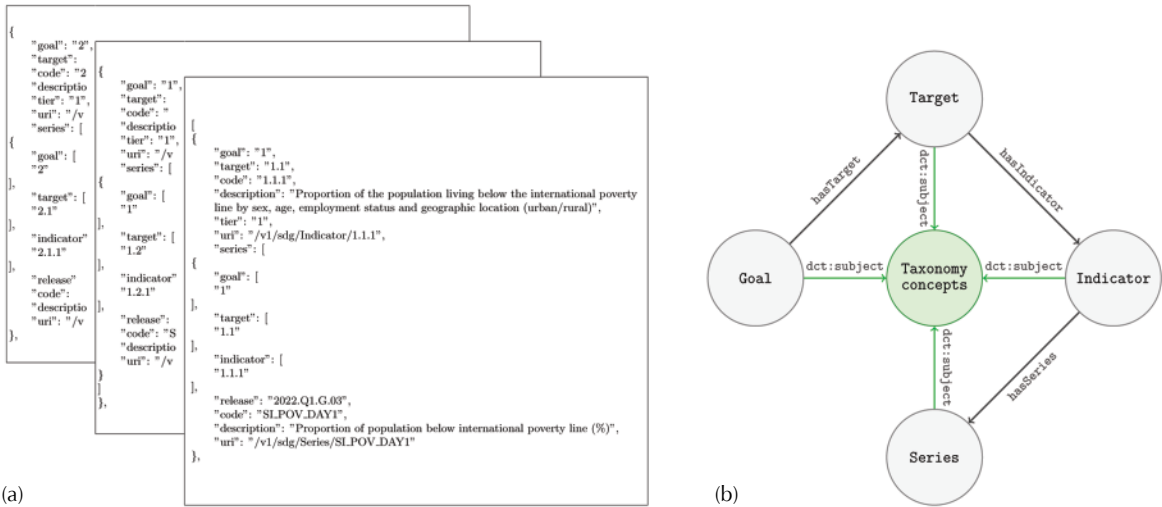 {
"goal": "2",
"target":
"code": "2
"descriptio
"tier": "1",
"uri": "/v
"series": [
{
"goal": [
"2"
],
"target": [
"2.1"
],
"indicator"
"2.1.1"
],
"release"
"code":
"descriptio
"uri": "/v
},
{
"goal": "1",
"target":
"code": "
"descriptio
"tier": "1",
"uri": "/v
"series": [
{
"goal": [
"1"
],
"target": [
"1.2"
],
"indicator"
"1.2.1"
],
"release":
"code": "S
"descriptio
"uri": "/v
}
]
},
[
{
"goal": "1",
"target": "1.1",
"code": "1.1.1",
"description": "Proportion of the population living below the international poverty
line by sex, age, employment status and geographic location (urban/rural)",
"tier": "1",
"uri": "/v1/sdg/Indicator/1.1.1",
"series": [
{
"goal": [
"1"
],
"target": [
"1.1"
],
"indicator": [
"1.1.1"
],
"release": "2022.Q1.G.03",
"code": "SI_POV_DAY1",
"description": "Proportion of population below international poverty line (%)",
"uri": "/v1/sdg/Series/SI_POV_DAY1"
},
(a)
Target
hasTarget
dct:subject
hasIndicator
Goal
dct:subject
Taxonomy
concepts
dct:subject
Indicator
dct:subject
hasSeries
Series
(b)